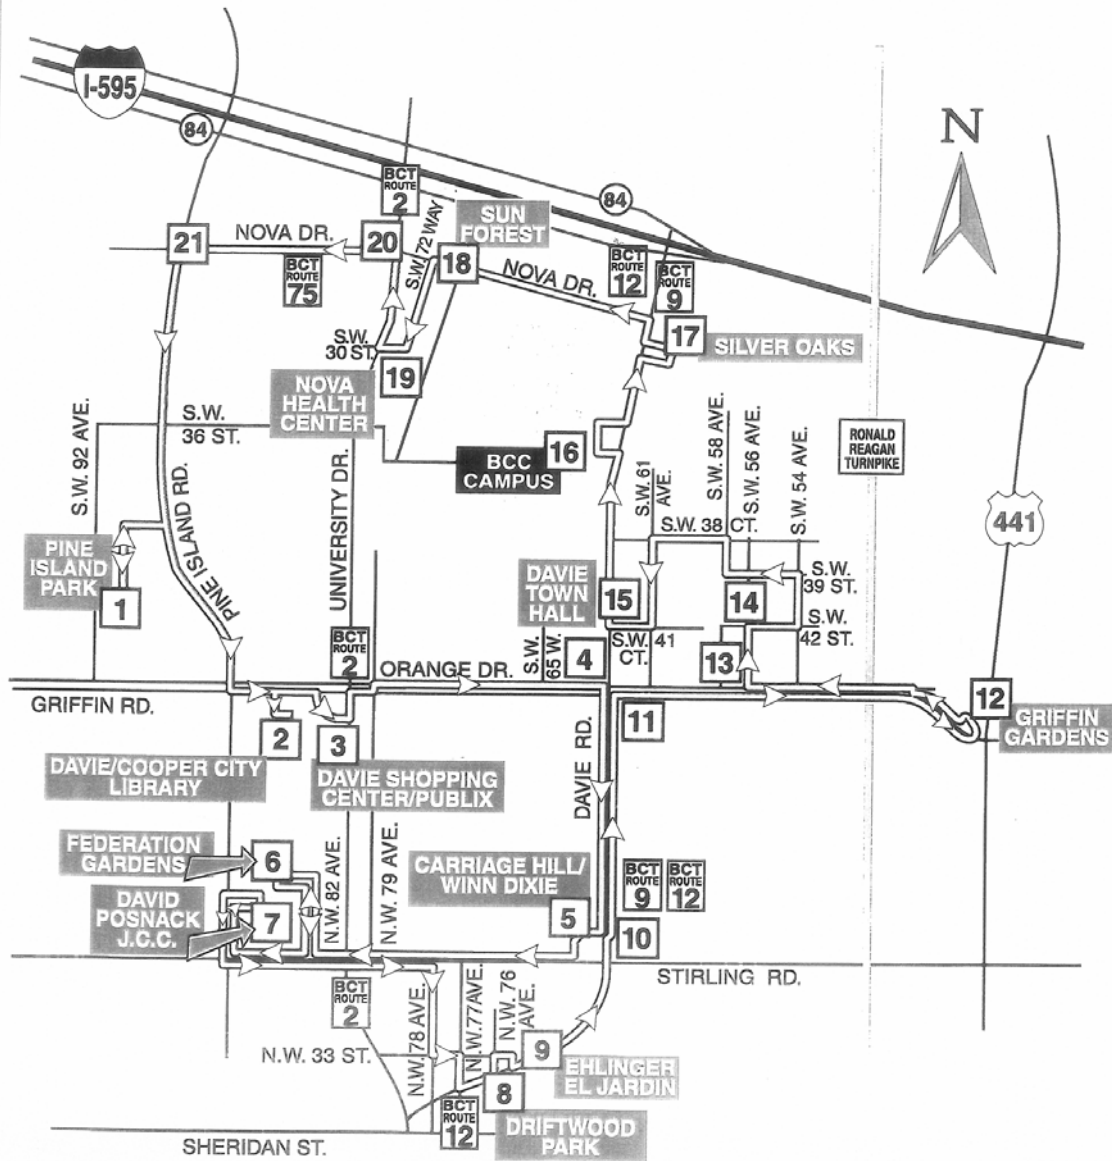 I-595
84
N
BCT
ROUTE
2
84
SUN
FOREST
21
NOVA DR.
20
S.W. 72 WAY
18
NOVA DR.
BCT
ROUTE
12
BCT
ROUTE
9
BCT
ROUTE
75
S.W.
30 ST.
17
SILVER OAKS
19
NOVA
HEALTH
CENTER
S.W. 92 AVE.
S.W.
36 ST.
RONALD
REAGAN
TURNPIKE
16
BCC
CAMPUS
S.W. 61
AVE.
S.W. 58 AVE.
S.W. 56 AVE.
S.W. 54 AVE.
441
S.W. 38 CT.
PINE ISLAND RD.
UNIVERSITY DR.
PINE
ISLAND
PARK
1
DAVIE
TOWN
HALL
15
14
S.W.
39 ST.
S.W.
42 ST.
S.W.
65 W.
S.W. 41
CT.
13
BCT
ROUTE
2
4
ORANGE DR.
GRIFFIN RD.
12
GRIFFIN
GARDENS
11
2
3
DAVIE/COOPER CITY
LIBRARY
DAVIE SHOPPING
CENTER/PUBLIX
DAVIE RD.
FEDERATION
GARDENS
6
N.W. 82 AVE.
N.W. 79 AVE.
CARRIAGE HILL/
WINN DIXIE
BCT
ROUTE
9
BCT
ROUTE
12
DAVID
POSNACK
J.C.C.
7
5
10
STIRLING RD.
BCT
ROUTE
2
N.W. 78 AVE.
N.W.77AVE.
N.W. 76
AVE.
N.W. 33 ST.
9
EHLINGER
EL JARDIN
8
BCT
ROUTE
12
DRIFTWOOD
PARK
SHERIDAN ST.